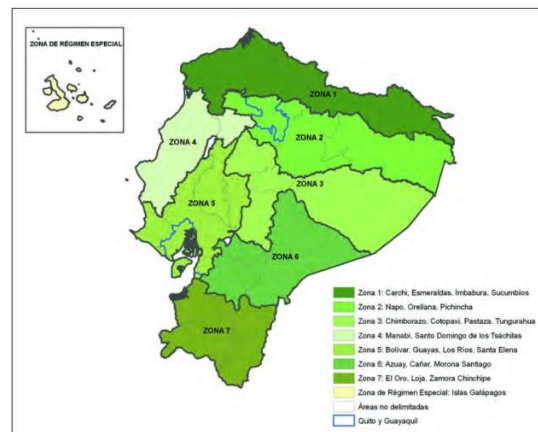 ZONA DE RÉGIMEN ESPECIAL
ZONA 1
ZONA 2
ZONA 4
ZONA 3
ZONA 5
ZONA 6
ZONA 7
Zona 1: Carchi, Esmeraldas, Imbabura, Sucumbíos
Zona 2: Napo, Orellana, Pichincha
Zona 3: Chimborazo, Cotopaxi, Pastaza, Tungurahua
Zona 4: Manabí, Santo Domingo de los Tsáchilas
Zona 5: Bolívar, Guayas, Los Ríos, Santa Elena
Zona 6: Azuay, Cañar, Morona Santiago
Zona 7: El Oro, Loja, Zamora Chinchipe
Zona de Régimen Especial: Islas Galápagos
Áreas no delimitadas
Quito y Guayaquil